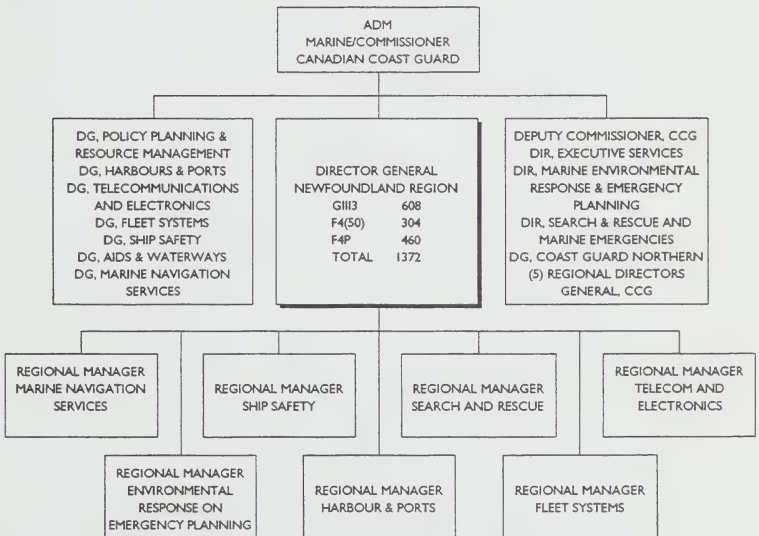 ADM
MARINE/COMMISSIONER
CANADIAN COAST GUARD
DG, POLICY PLANNING &
RESOURCE MANAGEMENT
DG, HARBOURS & PORTS
DG, TELECOMMUNICATIONS
AND ELECTRONICS
DG, FLEET SYSTEMS
DG, SHIP SAFETY
DG, AIDS & WATERWAYS
DG, MARINE NAVIGATION
SERVICES
DIRECTOR GENERAL
NEWFOUNDLAND REGION
GIII3 608
F4(50) 304
F4P 460
TOTAL 1372
DEPUTY COMMISSIONER, CCG
DIR, EXECUTIVE SERVICES
DIR, MARINE ENVIRONMENTAL
RESPONSE & EMERGENCY
PLANNING
DIR, SEARCH & RESCUE AND
MARINE EMERGENCIES
DG, COAST GUARD NORTHERN
(5) REGIONAL DIRECTORS
GENERAL, CCG
REGIONAL MANAGER
MARINE NAVIGATION
SERVICES
REGIONAL MANAGER
SHIP SAFETY
REGIONAL MANAGER
SEARCH AND RESCUE
REGIONAL MANAGER
TELECOM AND
ELECTRONICS
REGIONAL MANAGER
ENVIRONMENTAL
RESPONSE ON
EMERGENCY PLANNING
REGIONAL MANAGER
HARBOUR & PORTS
REGIONAL MANAGER
FLEET SYSTEMS